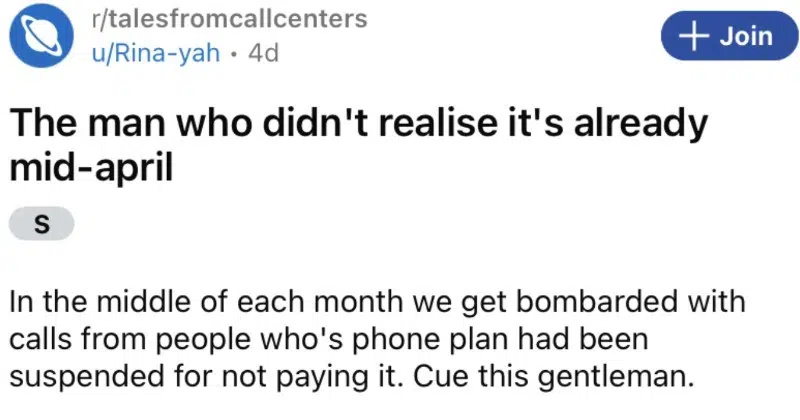 r/talesfromcallcenters
u/Rina-yah • 4d
+ Join
The man who didn't realise it's already
mid-april
S
In the middle of each month we get bombarded with
calls from people who's phone plan had been
suspended for not paying it. Cue this gentleman.